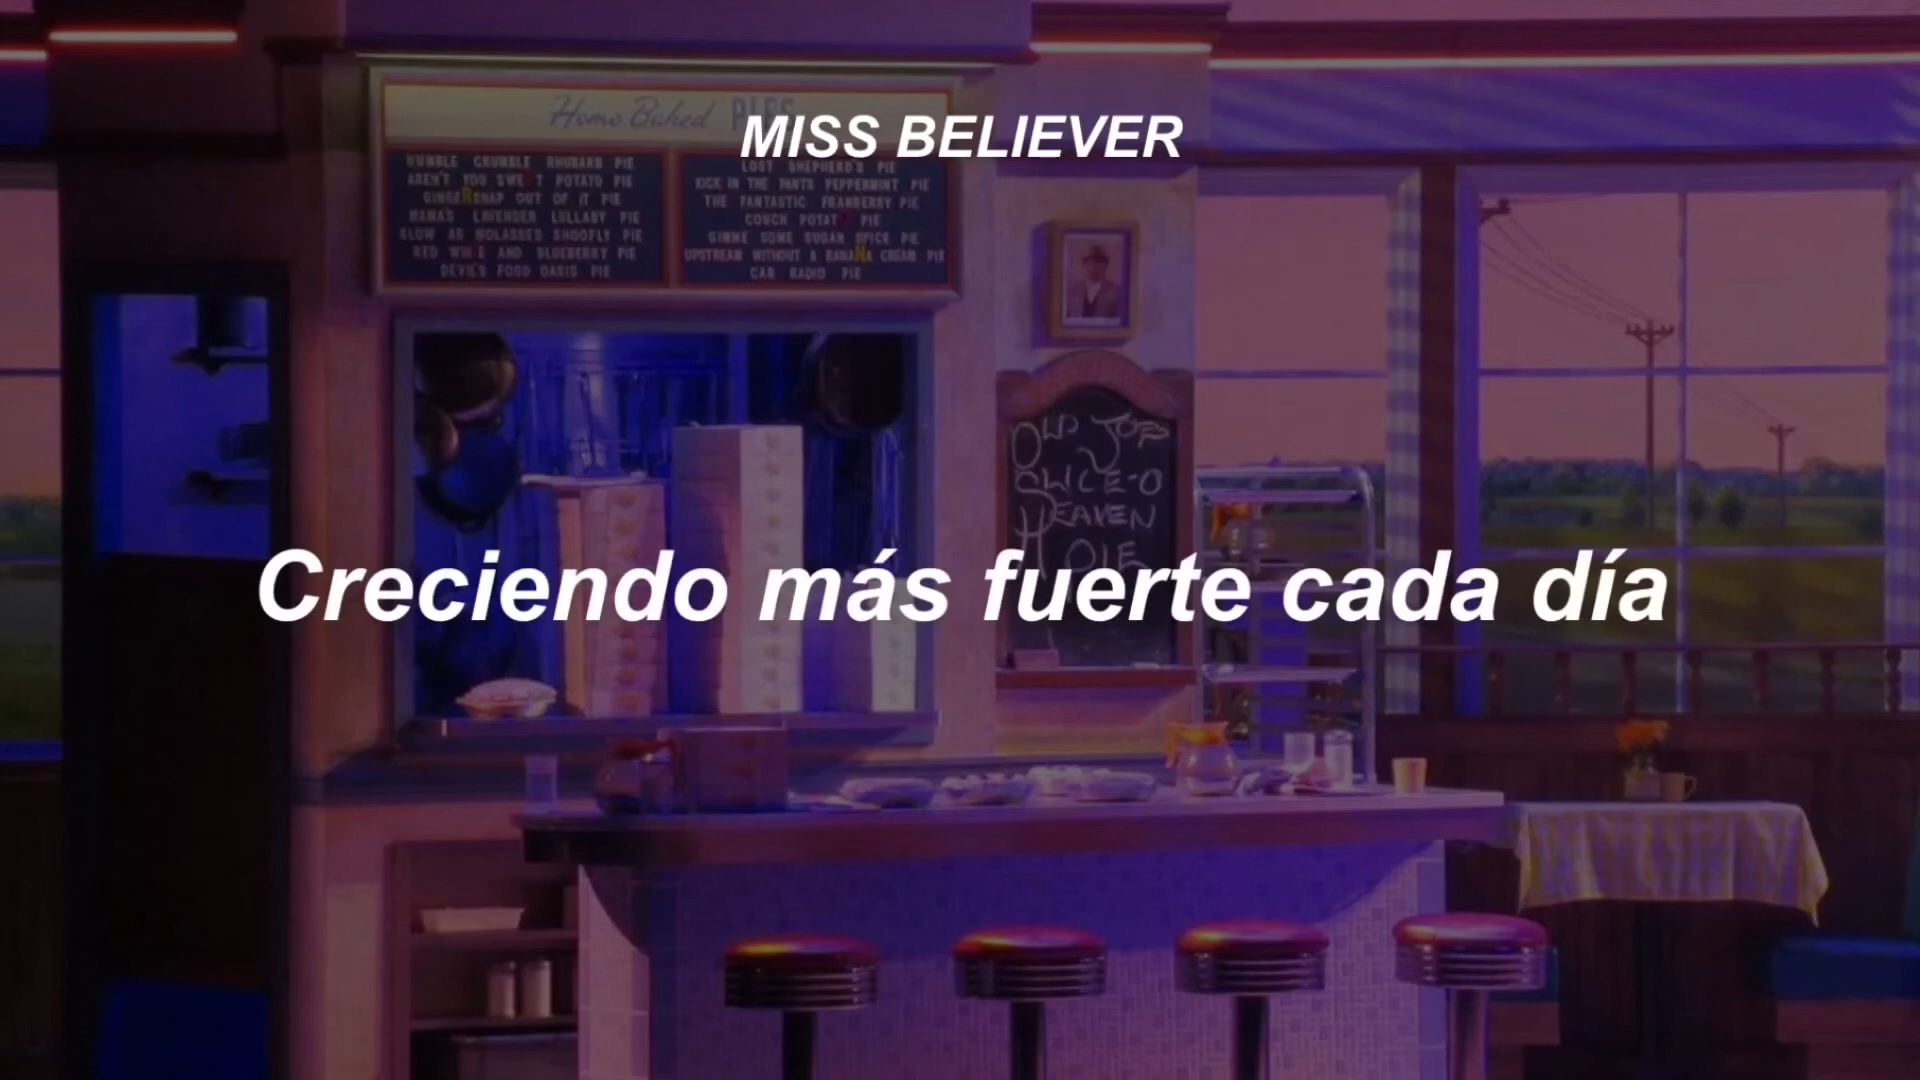 Home Baked PIES
MISS BELIEVER
HUMBLE CRUMBLE RHUBARB PIE
AREN'T YOU SWEET POTATO PIE
GINGERSNAP OUT OF IT PIE
MAMA'S LAVENDER LULLABY PIE
SLOW AS MOLASSES SHOOFLY PIE
RED WHITE AND BLUEBERRY PIE
DEVIL'S FOOD OASIS PIE
LOST SHEPHERD'S PIE
KICK IN THE PANTS PEPPERMINT PIE
THE FANTASTIC FRANBERRY PIE
COUCH POTATO PIE
GIMME SOME SUGAR SPICE PIE
UPSTREAM WITHOUT A BANANA CREAM PIE
CAR RADIO PIE
OLD JOE'S
SLICE-O
HEAVEN
Creciendo más fuerte cada día